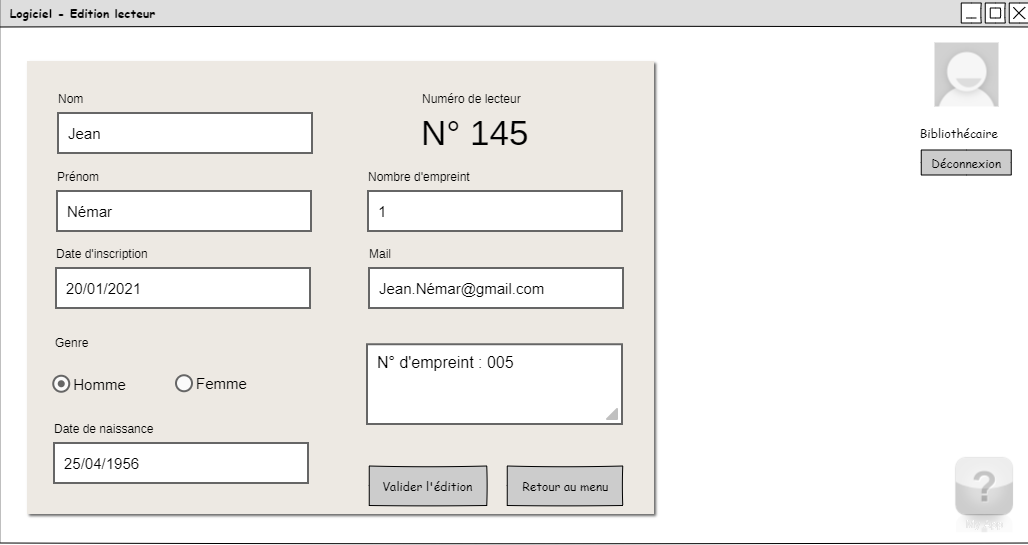 Logiciel - Edition lecteur
Nom
Jean
Numéro de lecteur
N° 145
Bibliothécaire
Déconnexion
Prénom
Némar
Nombre d'empreint
1
Date d'inscription
20/01/2021
Mail
Jean.Némar@gmail.com
Genre
Homme
Femme
N° d'empreint : 005
Date de naissance
25/04/1956
Valider l'édition
Retour au menu
?